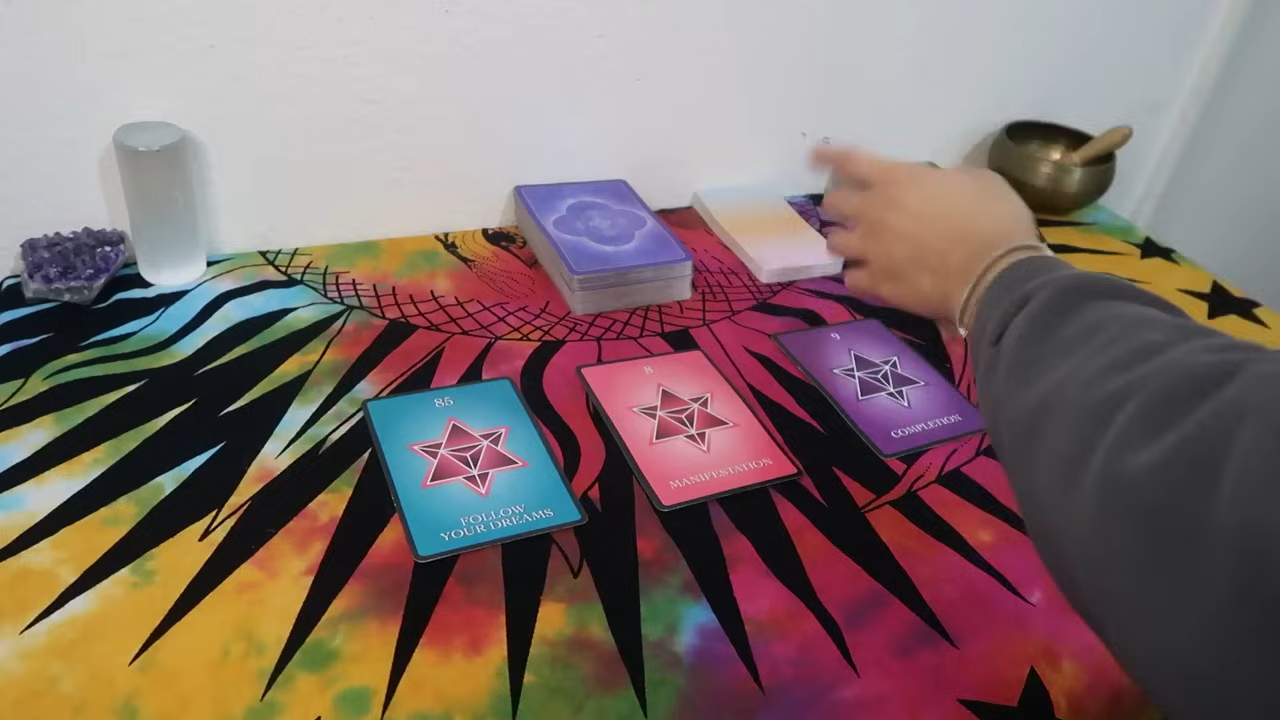 85
FOLLOW
YOUR DREAMS
8
MANIFESTATION
9
COMPLETION